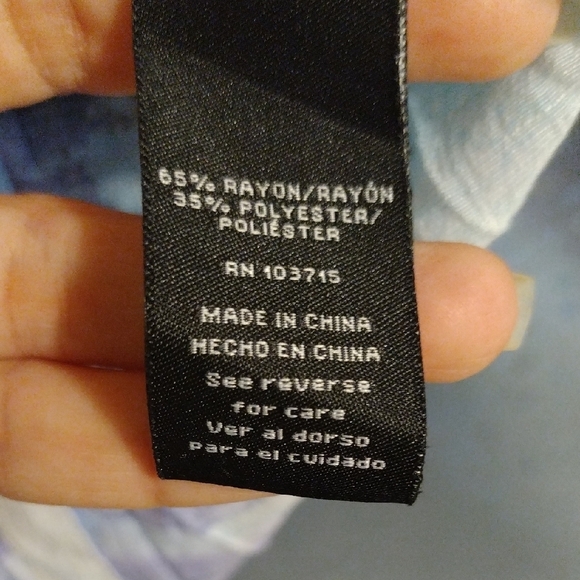 65% RAYON/RAYÓN
35% POLYESTER/
POLIÉSTER
RN 103715
MADE IN CHINA
HECHO EN CHINA
See reverse
for care
Ver al dorso
para el cuidado